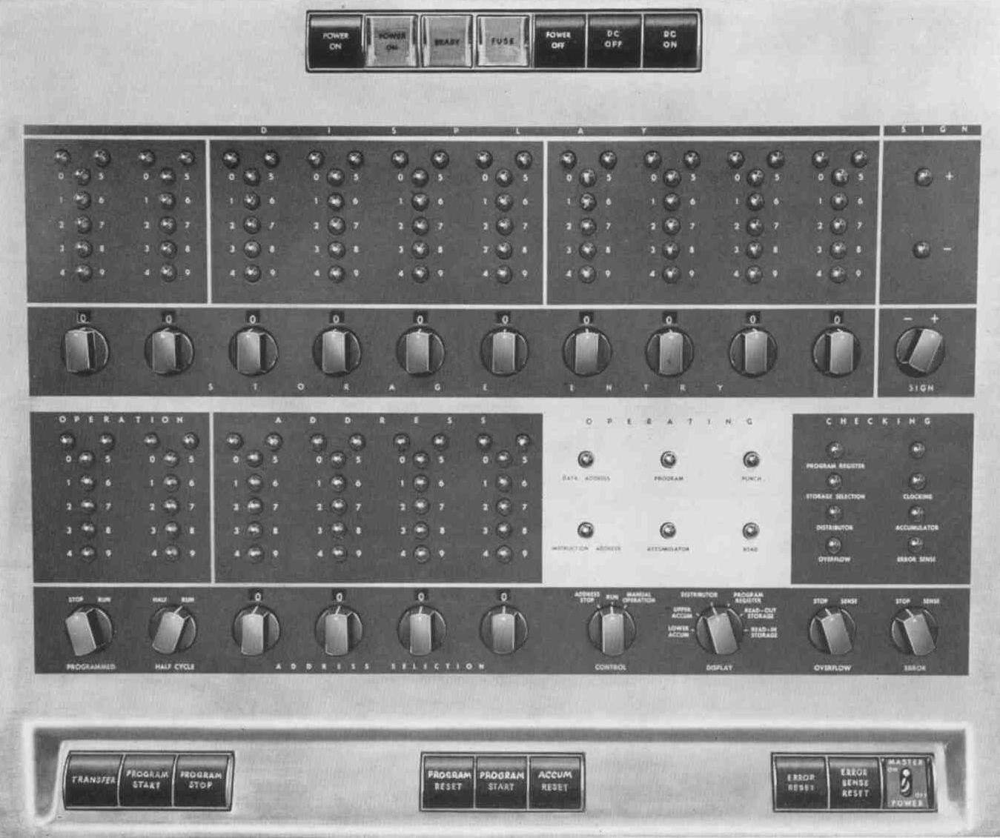 POWER ON
POWER ON
READY
FUSE
POWER OFF
DC OFF
DC ON
DISPLAY
SIGN
0 5 0 5 0 5 0 5 0 5 0 5 0 5 0 5 0 5 0 5 +
1 6 1 6 1 6 1 6 1 6 1 6 1 6 1 6 1 6 1 6
2 7 2 7 2 7 2 7 2 7 2 7 2 7 2 7 2 7 2 7
3 8 3 8 3 8 3 8 3 8 3 8 3 8 3 8 3 8 3 8 −
4 9 4 9 4 9 4 9 4 9 4 9 4 9 4 9 4 9 4 9
0 0 0 0 0 0 0 0 0 0 − +
STORAGE ENTRY
SIGN
OPERATION
ADDRESS
OPERATING
CHECKING
0 5 0 5 0 5 0 5 0 5 0 5
1 6 1 6 1 6 1 6 1 6 1 6
2 7 2 7 2 7 2 7 2 7 2 7
3 8 3 8 3 8 3 8 3 8 3 8
4 9 4 9 4 9 4 9 4 9 4 9
DATA ADDRESS
PROGRAM
PUNCH
INSTRUCTION ADDRESS
ACCUMULATOR
READ
PROGRAM REGISTER
STORAGE SELECTION
CLOCKING
DISTRIBUTOR
ACCUMULATOR
OVERFLOW
ERROR SENSE
STOP RUN
PROGRAMMED
HALF RUN
HALF CYCLE
0 0 0 0
ADDRESS SELECTION
ADDRESS STOP
RUN
MANUAL OPERATION
CONTROL
LOWER ACCUM
UPPER ACCUM
DISTRIBUTOR
PROGRAM REGISTER
READ-OUT STORAGE
READ-IN STORAGE
DISPLAY
STOP SENSE
OVERFLOW
STOP SENSE
ERROR
TRANSFER
PROGRAM START
PROGRAM STOP
PROGRAM RESET
PROGRAM START
ACCUM RESET
ERROR RESET
ERROR SENSE RESET
MASTER
ON
OFF
POWER